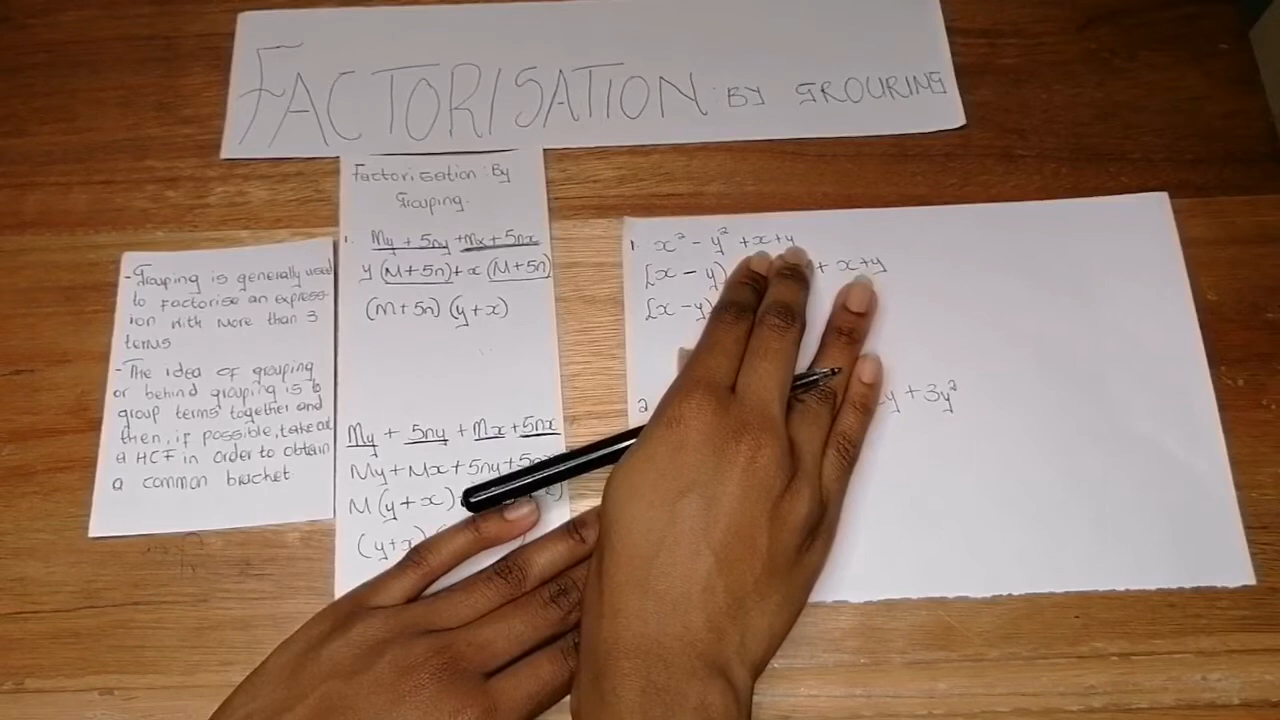 FACTORISATION : BY GROURING
Factorisation : By
Grouping.
1. My + 5ny + Mx + 5nx
y (M + 5n) + x (M + 5n)
(M + 5n) (y + x)
My + 5ny + Mx + 5nx
My + Mx + 5ny + 5nx
M (y + x)
(y + x)
- Grouping is generally used
to factorise an express-
ion with more than 3
terms
- The idea of grouping
or behind grouping is to
group terms together and
then, if possible, take out
a HCF in order to obtain
a common bracket
1. x² - y² + x + y
[x - y) + x + y
[x - y)
2 y + 3y²